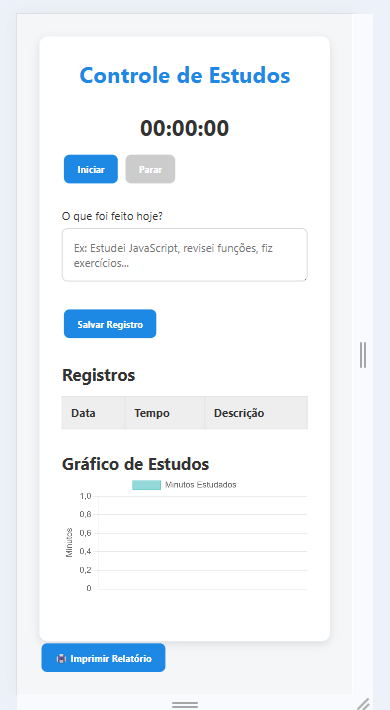 Controle de Estudos
00:00:00
Iniciar Parar
O que foi feito hoje?
Ex: Estudei JavaScript, revisei funções, fiz
exercícios...
Salvar Registro
Registros
Data Tempo Descrição
Gráfico de Estudos
Minutos Estudados
1,0
0,8
0,6
0,4
0,2
0
Minutos
Imprimir Relatório